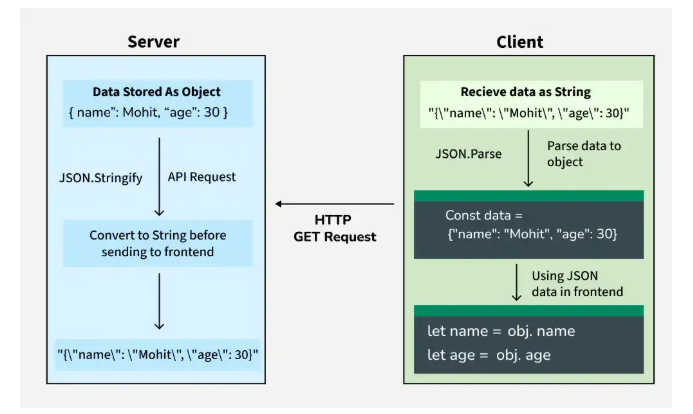 Server
Data Stored As Object
{ name”: Mohit, “age”: 30 }
JSON.Stringify
API Request
Convert to String before
sending to frontend
"{\"name\": \"Mohit\", \"age\": 30}"
HTTP
GET Request
Client
Recieve data as String
"{\"name\": \"Mohit\", \"age\": 30}"
JSON.Parse
Parse data to
object
Const data =
{"name": "Mohit", "age": 30}
Using JSON
data in frontend
let name = obj. name
let age = obj. age